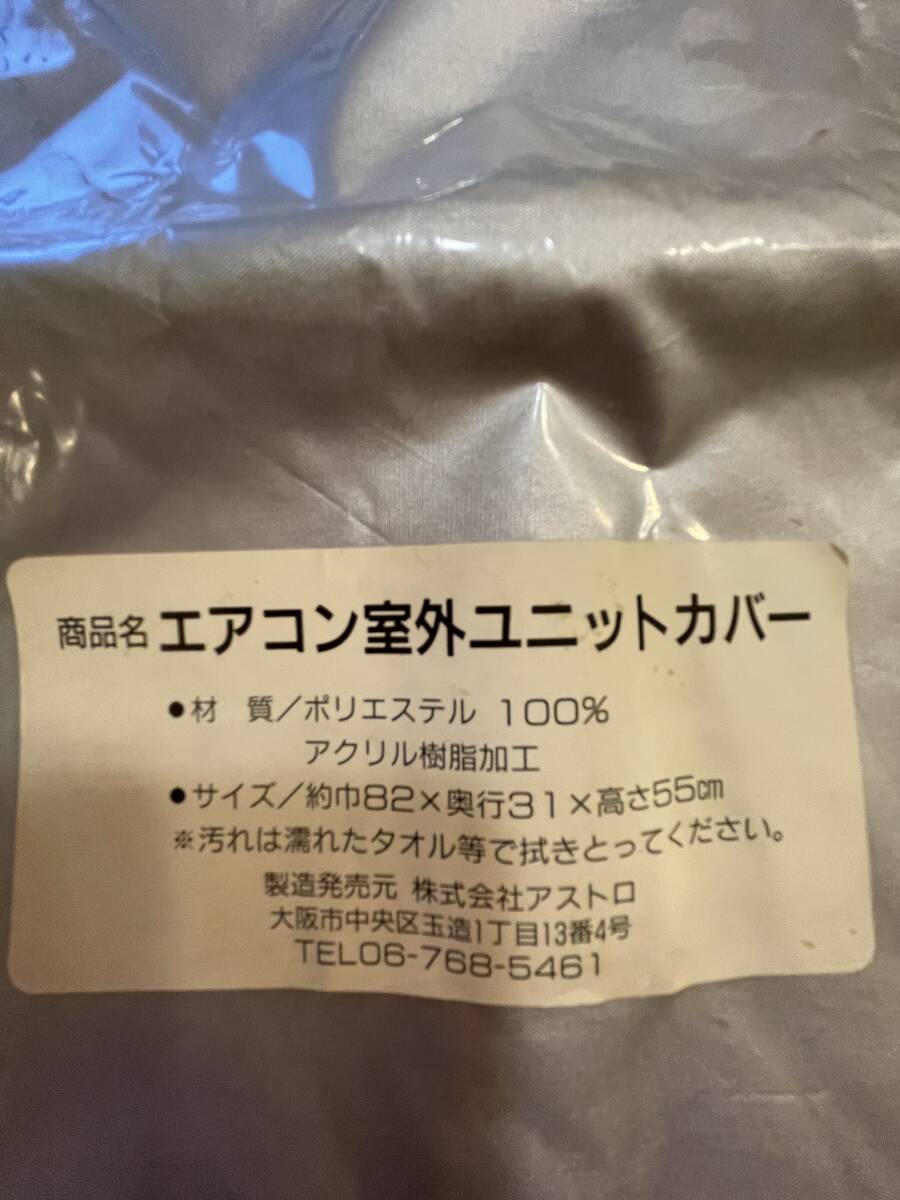 商品名 エアコン室外ユニットカバー
●材 質／ポリエステル 100%
アクリル樹脂加工
●サイズ／約巾82×奥行31×高さ55㎝
※汚れは濡れたタオル等で拭きとってください。
製造発売元 株式会社アストロ
大阪市中央区玉造1丁目13番4号
TEL06-768-5461